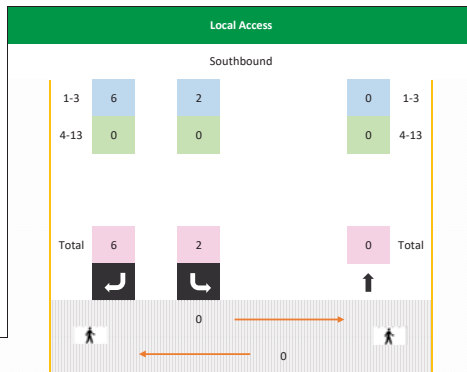 Local Access
Southbound
1-3 6 2 0 1-3
4-13 0 0 0 4-13
Total 6 2 0 Total
0
0